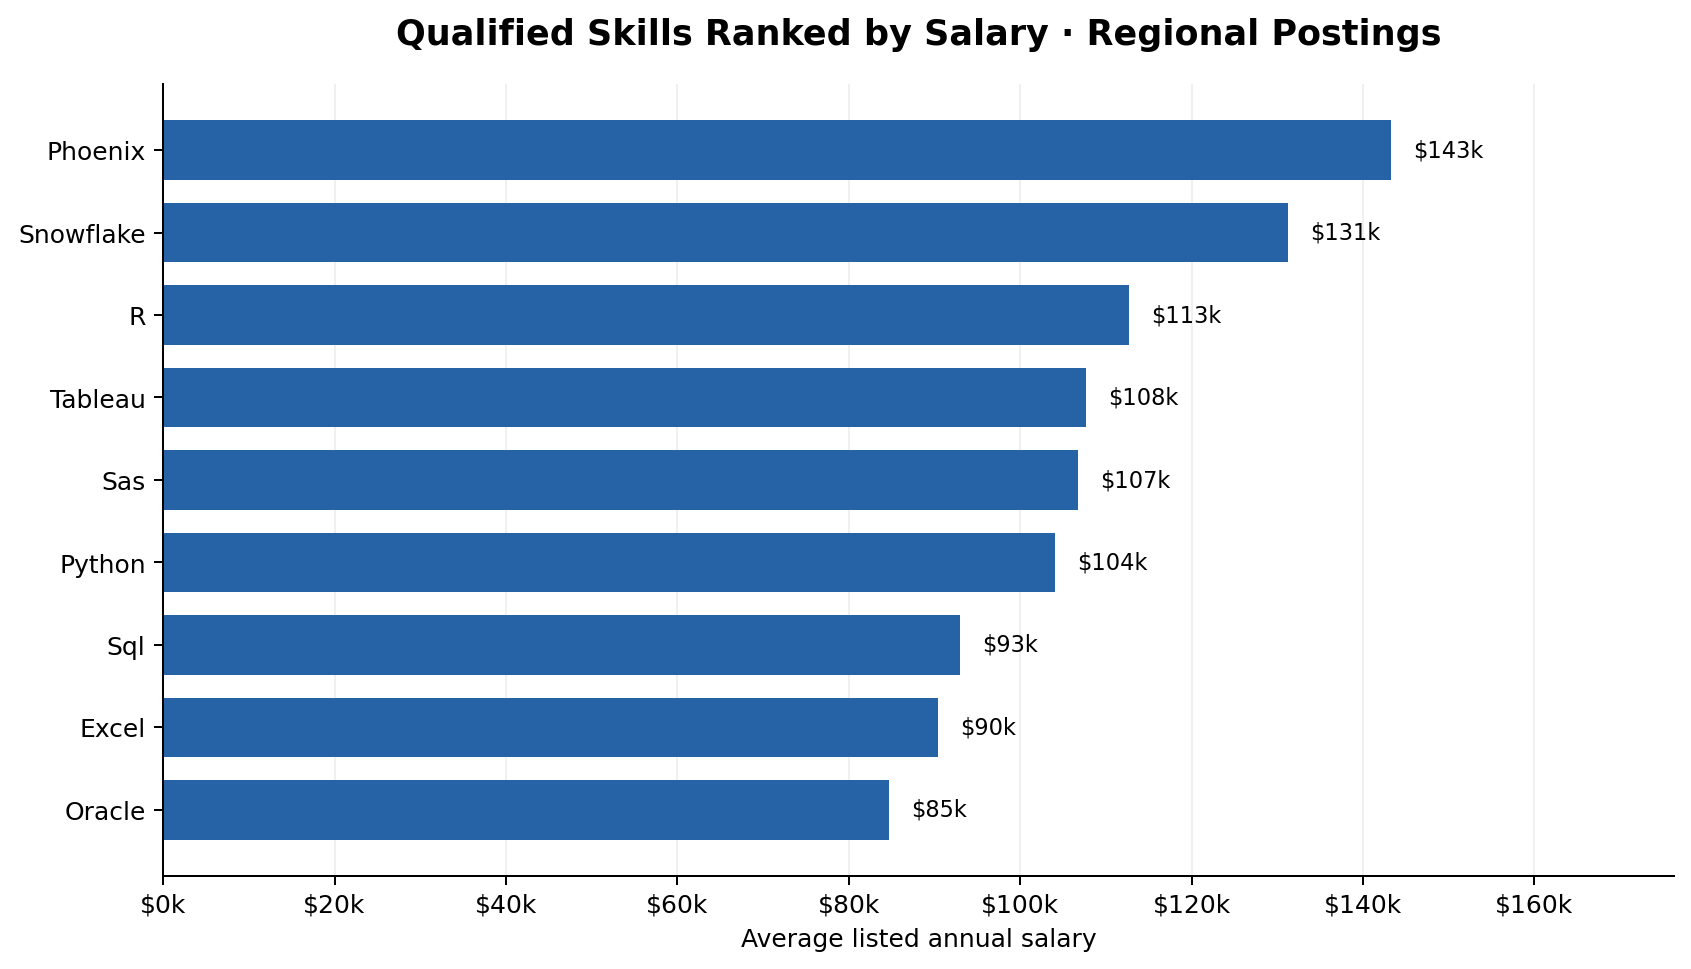 Qualified Skills Ranked by Salary · Regional Postings
Phoenix
$143k
Snowflake
$131k
R
$113k
Tableau
$108k
Sas
$107k
Python
$104k
Sql
$93k
Excel
$90k
Oracle
$85k
$0k $20k $40k $60k $80k $100k $120k $140k $160k
Average listed annual salary